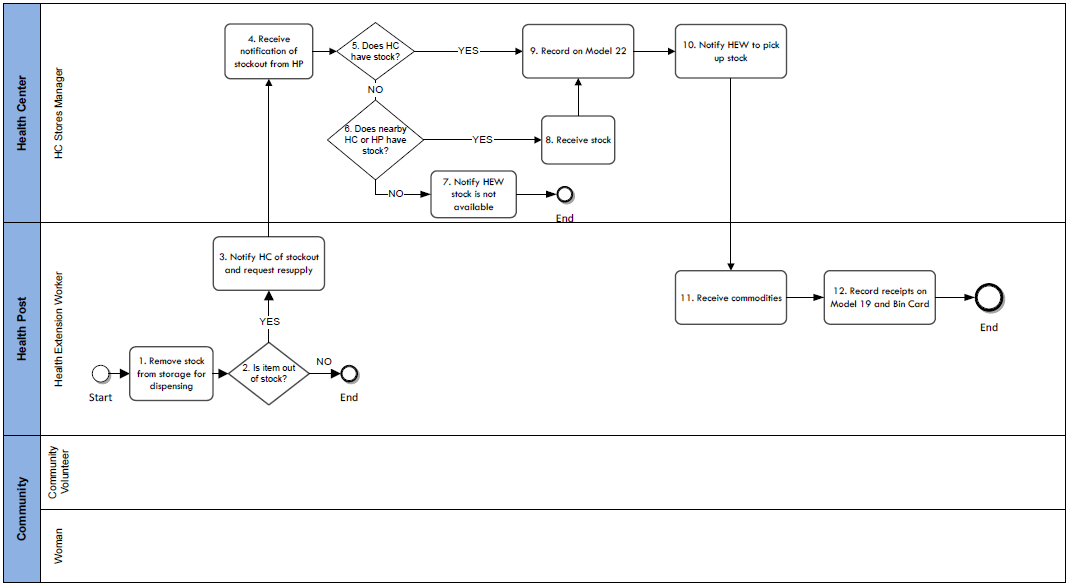 Health Center
HC Stores Manager
4. Receive
notification of
stockout from HP
5. Does HC
have stock?
YES
9. Record on Model 22
10. Notify HEW to pick
up stock
NO
6. Does nearby
HC or HP have
stock?
YES
8. Receive stock
NO
7. Notify HEW
stock is not
available
End
Health Post
Health Extension Worker
3. Notify HC of stockout
and request resupply
YES
Start
1. Remove stock
from storage for
dispensing
2. Is item out
of stock?
NO
End
11. Receive commodities
12. Record receipts on
Model 19 and Bin Card
End
Community
Community
Volunteer
Woman